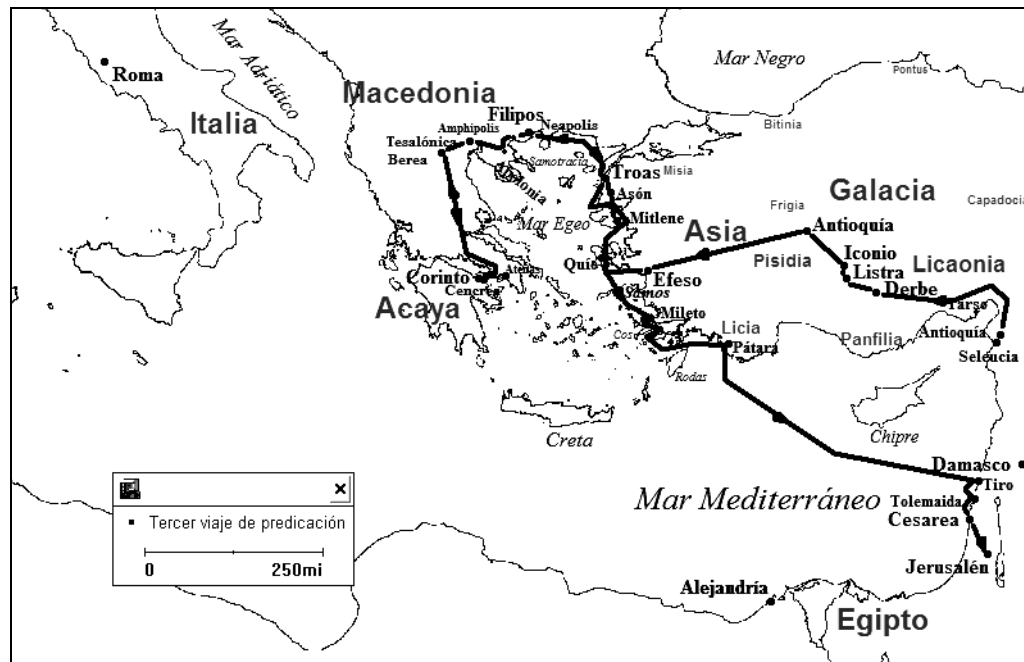 Mar Negro
Pontus
Mar Adriático
Roma
Macedonia
Italia
Filipos
Neapolis
Amphipolis
Bitinia
Tesalónica
Berea
Samotracia
Troas
Misia
Asón
Galacia
Frigia
Capadocia
Mar Egeo
Mitlene
Asia
Antioquía
Quío
Pisidia
Iconio
Listra
Licaonia
Corinto
Atenas
Efeso
Derbe
Cencrea
Samos
Tarso
Acaya
Mileto
Licia
Panfilia
Antioquía
Cos
Pátara
Seleucia
Rodas
Creta
Chipre
Damasco
Tiro
Mar Mediterráneo
Tolemaida
Cesarea
Tercer viaje de predicación
0 250mi
Jerusalén
Alejandría
Egipto